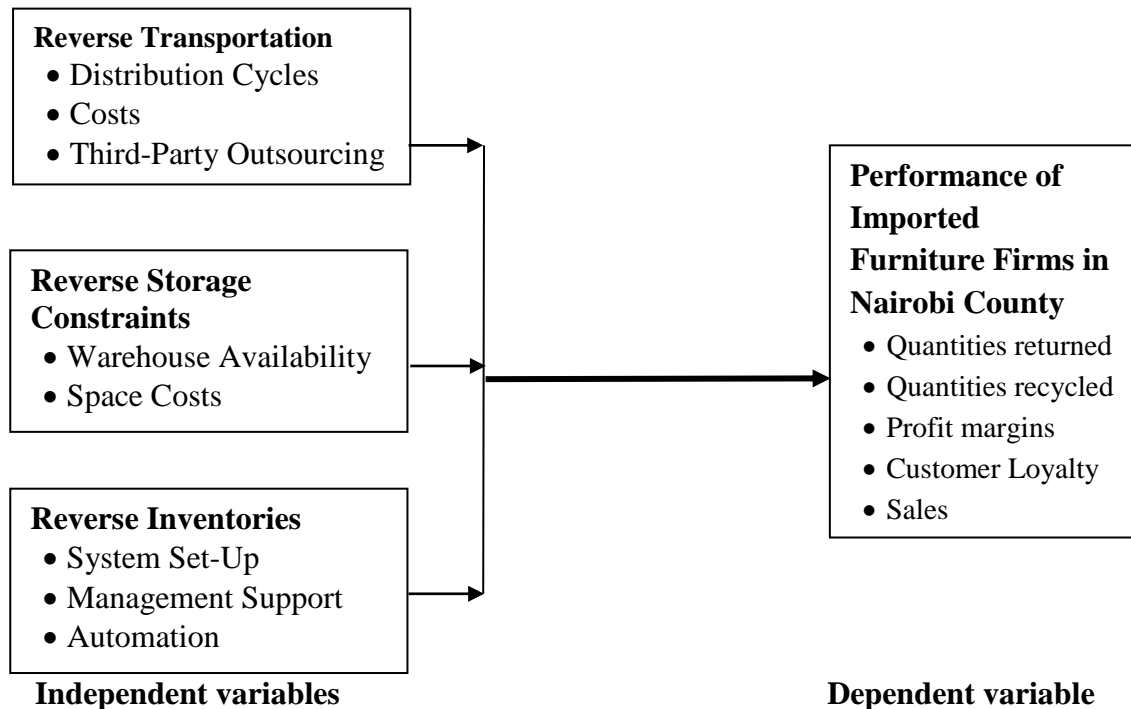 Reverse Transportation
• Distribution Cycles
• Costs
• Third-Party Outsourcing
Reverse Storage
Constraints
• Warehouse Availability
• Space Costs
Reverse Inventories
• System Set-Up
• Management Support
• Automation
Independent variables
Performance of
Imported
Furniture Firms in
Nairobi County
• Quantities returned
• Quantities recycled
• Profit margins
• Customer Loyalty
• Sales
Dependent variable